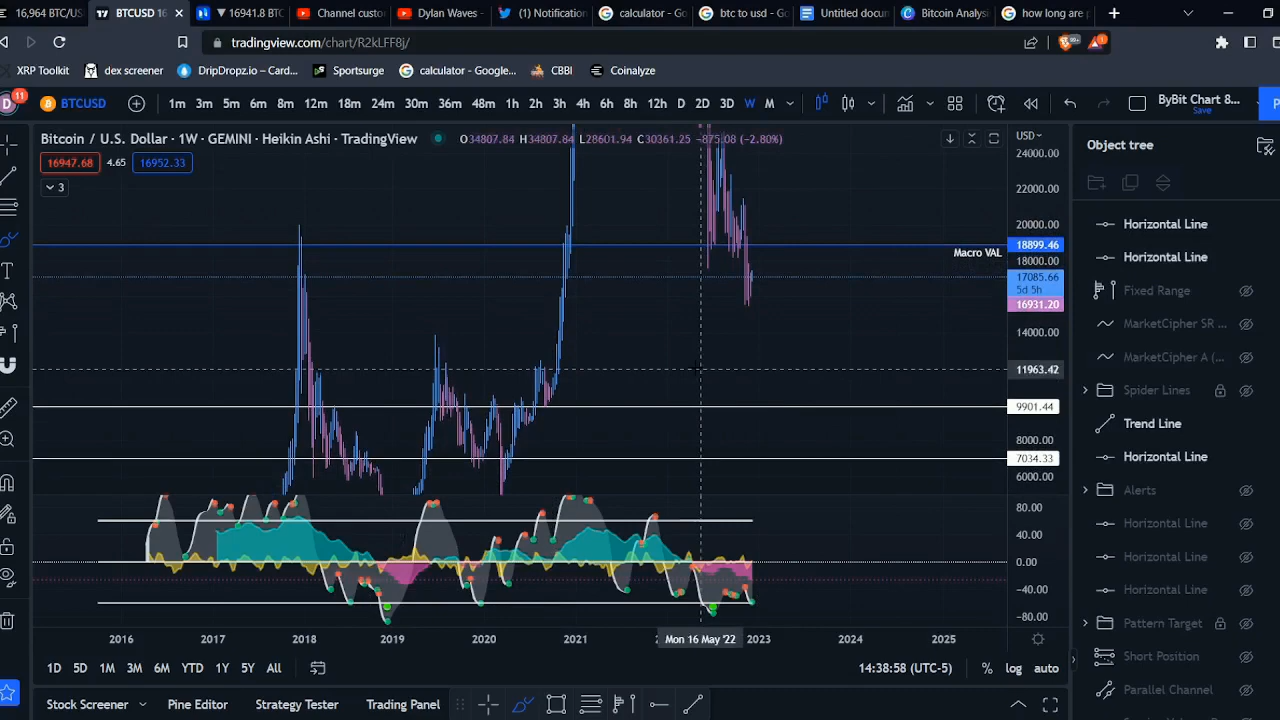 16,964 BTC/US
BTCUSD 16
▼ 16941.8 BTC
Channel custo
Dylan Waves -
(1) Notification
calculator - Go
btc to usd - Go
Untitled docum
Bitcoin Analysi
how long are p
tradingview.com/chart/R2kLFF8j/
99+
1
XRP Toolkit
dex screener
DripDropz.io – Card...
Sportsurge
calculator - Google...
CBBI
Coinalyze
D
11
BTCUSD
1m 3m 5m 6m 8m 12m 18m 24m 30m 36m 48m 1h 2h 3h 4h 6h 8h 12h D 2D 3D W M
ByBit Chart 8...
Save
P
Bitcoin / U.S. Dollar · 1W · GEMINI · Heikin Ashi · TradingView
O34807.84 H34807.84 L28601.94 C30361.25 −875.08 (−2.80%)
USD
16947.68
4.65
16952.33
3
24000.00
22000.00
20000.00
18899.46
Macro VAL
18000.00
17085.66
5d 5h
16931.20
14000.00
11963.42
9901.44
8000.00
7034.33
6000.00
80.00
40.00
0.00
−40.00
−80.00
2016
2017
2018
2019
2020
2021
Mon 16 May '22
2023
2024
2025
Object tree
Horizontal Line
Horizontal Line
Fixed Range
MarketCipher SR ...
MarketCipher A (...
Spider Lines
Trend Line
Horizontal Line
Alerts
Horizontal Line
Horizontal Line
Horizontal Line
Pattern Target
Short Position
Parallel Channel
1D 5D 1M 3M 6M YTD 1Y 5Y All
14:38:58 (UTC-5)
% log auto
Stock Screener
Pine Editor
Strategy Tester
Trading Panel